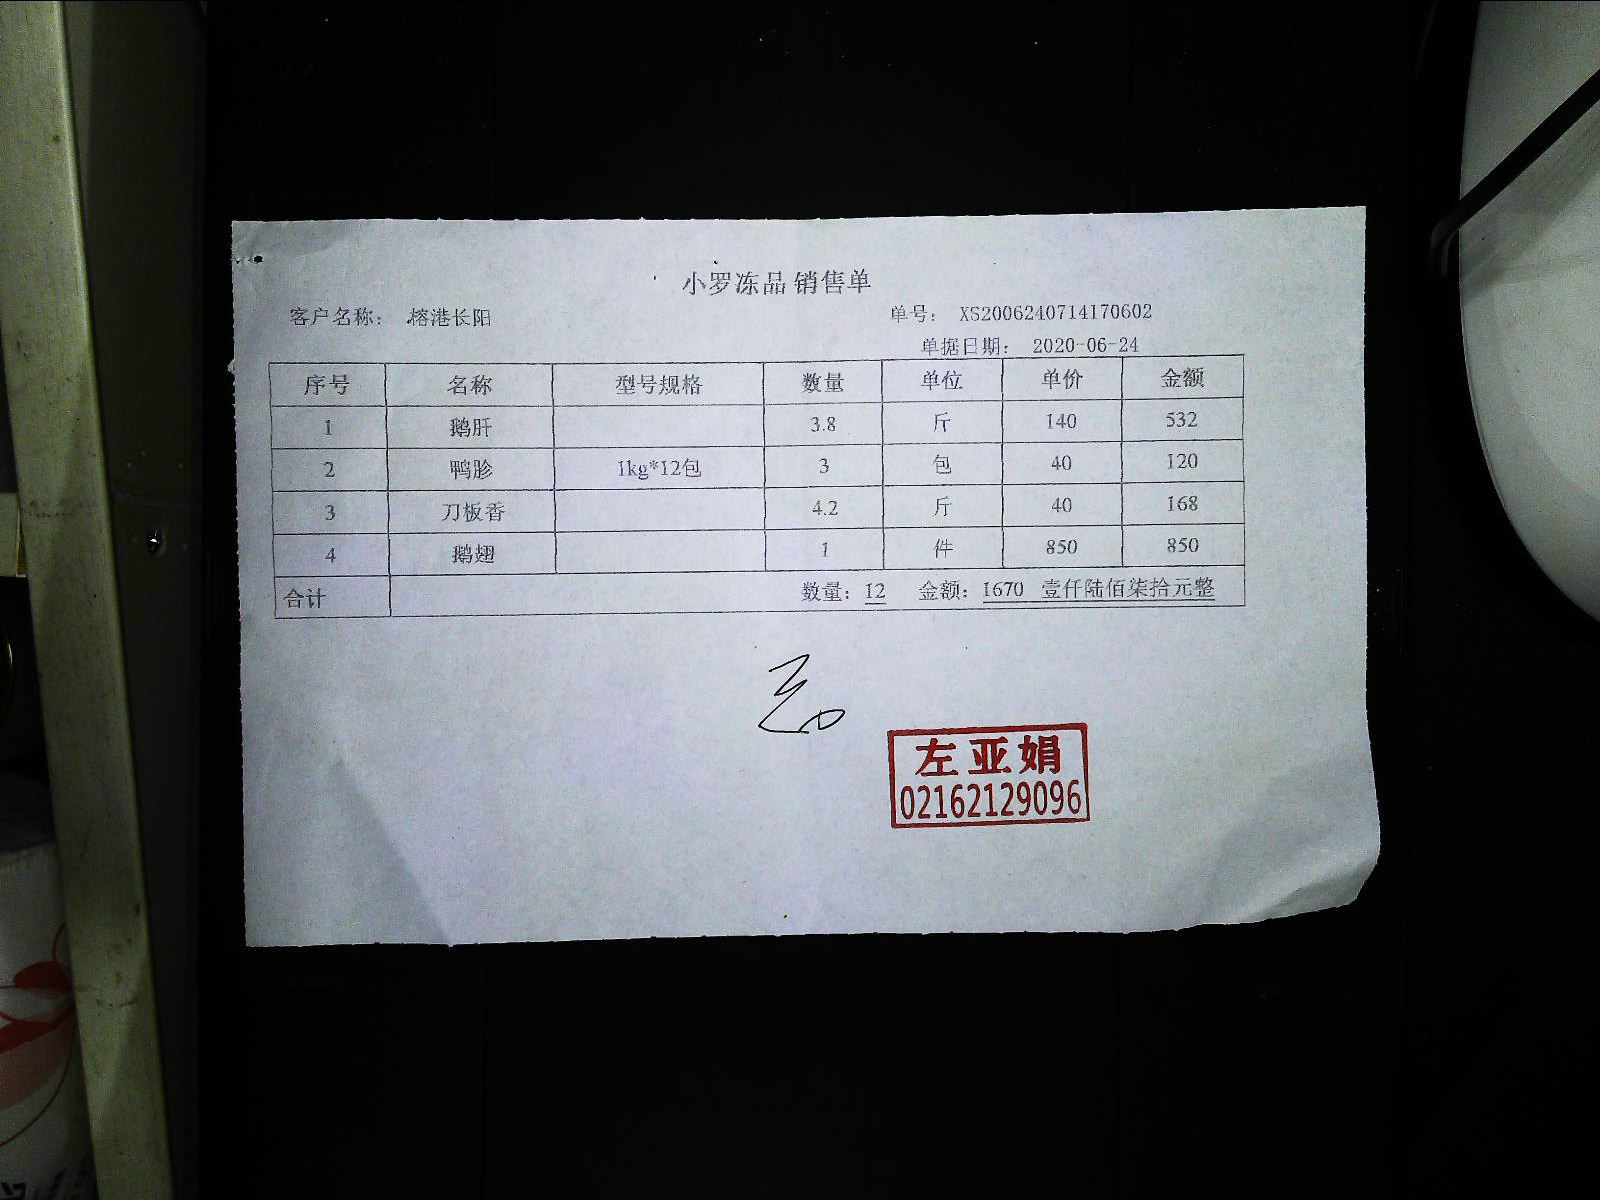 小罗冻品 销售单
客户名称: 榕港长阳 单号: XS2006240714170602
单据日期: 2020-06-24
序号 名称 型号规格 数量 单位 单价 金额
1 鹅肝 3.8 斤 140 532
2 鸭胗 1kg*12包 3 包 40 120
3 刀板香 4.2 斤 40 168
4 鹅翅 1 件 850 850
合计 数量: 12 金额: 1670 壹仟陆佰柒拾元整
左亚娟
02162129096